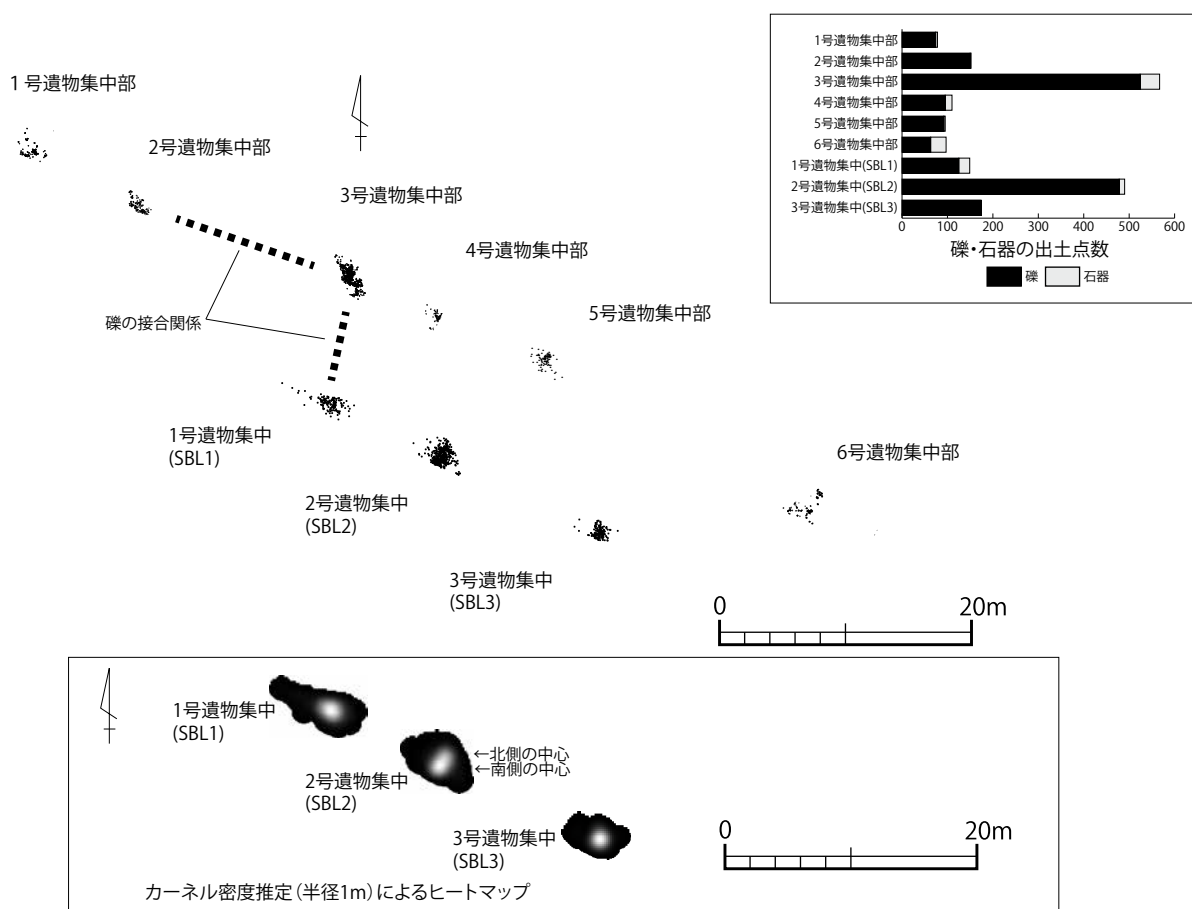 1号遺物集中部
2号遺物集中部
3号遺物集中部
4号遺物集中部
5号遺物集中部
6号遺物集中部
1号遺物集中(SBL1)
2号遺物集中(SBL2)
3号遺物集中(SBL3)
0 100 200 300 400 500 600
礫・石器の出土点数
礫 石器
1号遺物集中部
2号遺物集中部
3号遺物集中部
4号遺物集中部
5号遺物集中部
礫の接合関係
1号遺物集中
(SBL1)
2号遺物集中
(SBL2)
6号遺物集中部
3号遺物集中
(SBL3)
0 20m
1号遺物集中
(SBL1)
←北側の中心
←南側の中心
2号遺物集中
(SBL2)
3号遺物集中
(SBL3)
0 20m
カーネル密度推定(半径1m)によるヒートマップ